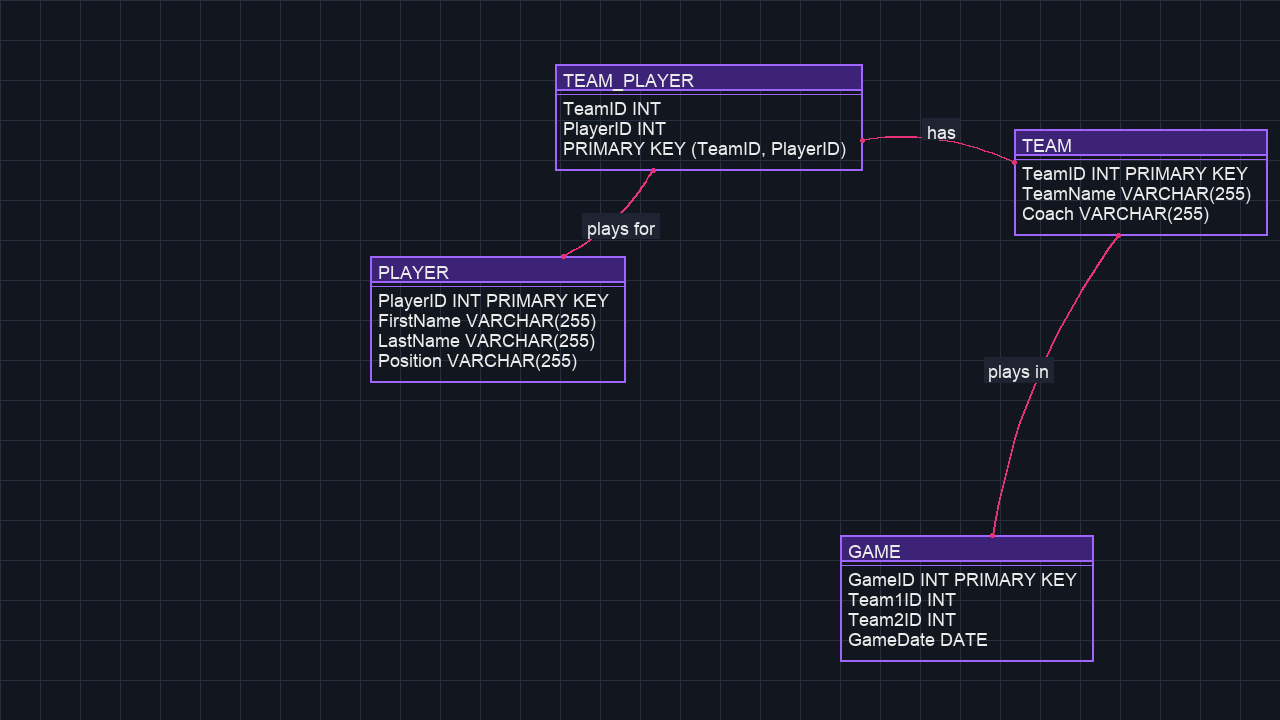 TEAM_PLAYER
TeamID INT
PlayerID INT
PRIMARY KEY (TeamID, PlayerID)
has
TEAM
TeamID INT PRIMARY KEY
TeamName VARCHAR(255)
Coach VARCHAR(255)
plays for
PLAYER
PlayerID INT PRIMARY KEY
FirstName VARCHAR(255)
LastName VARCHAR(255)
Position VARCHAR(255)
plays in
GAME
GameID INT PRIMARY KEY
Team1ID INT
Team2ID INT
GameDate DATE